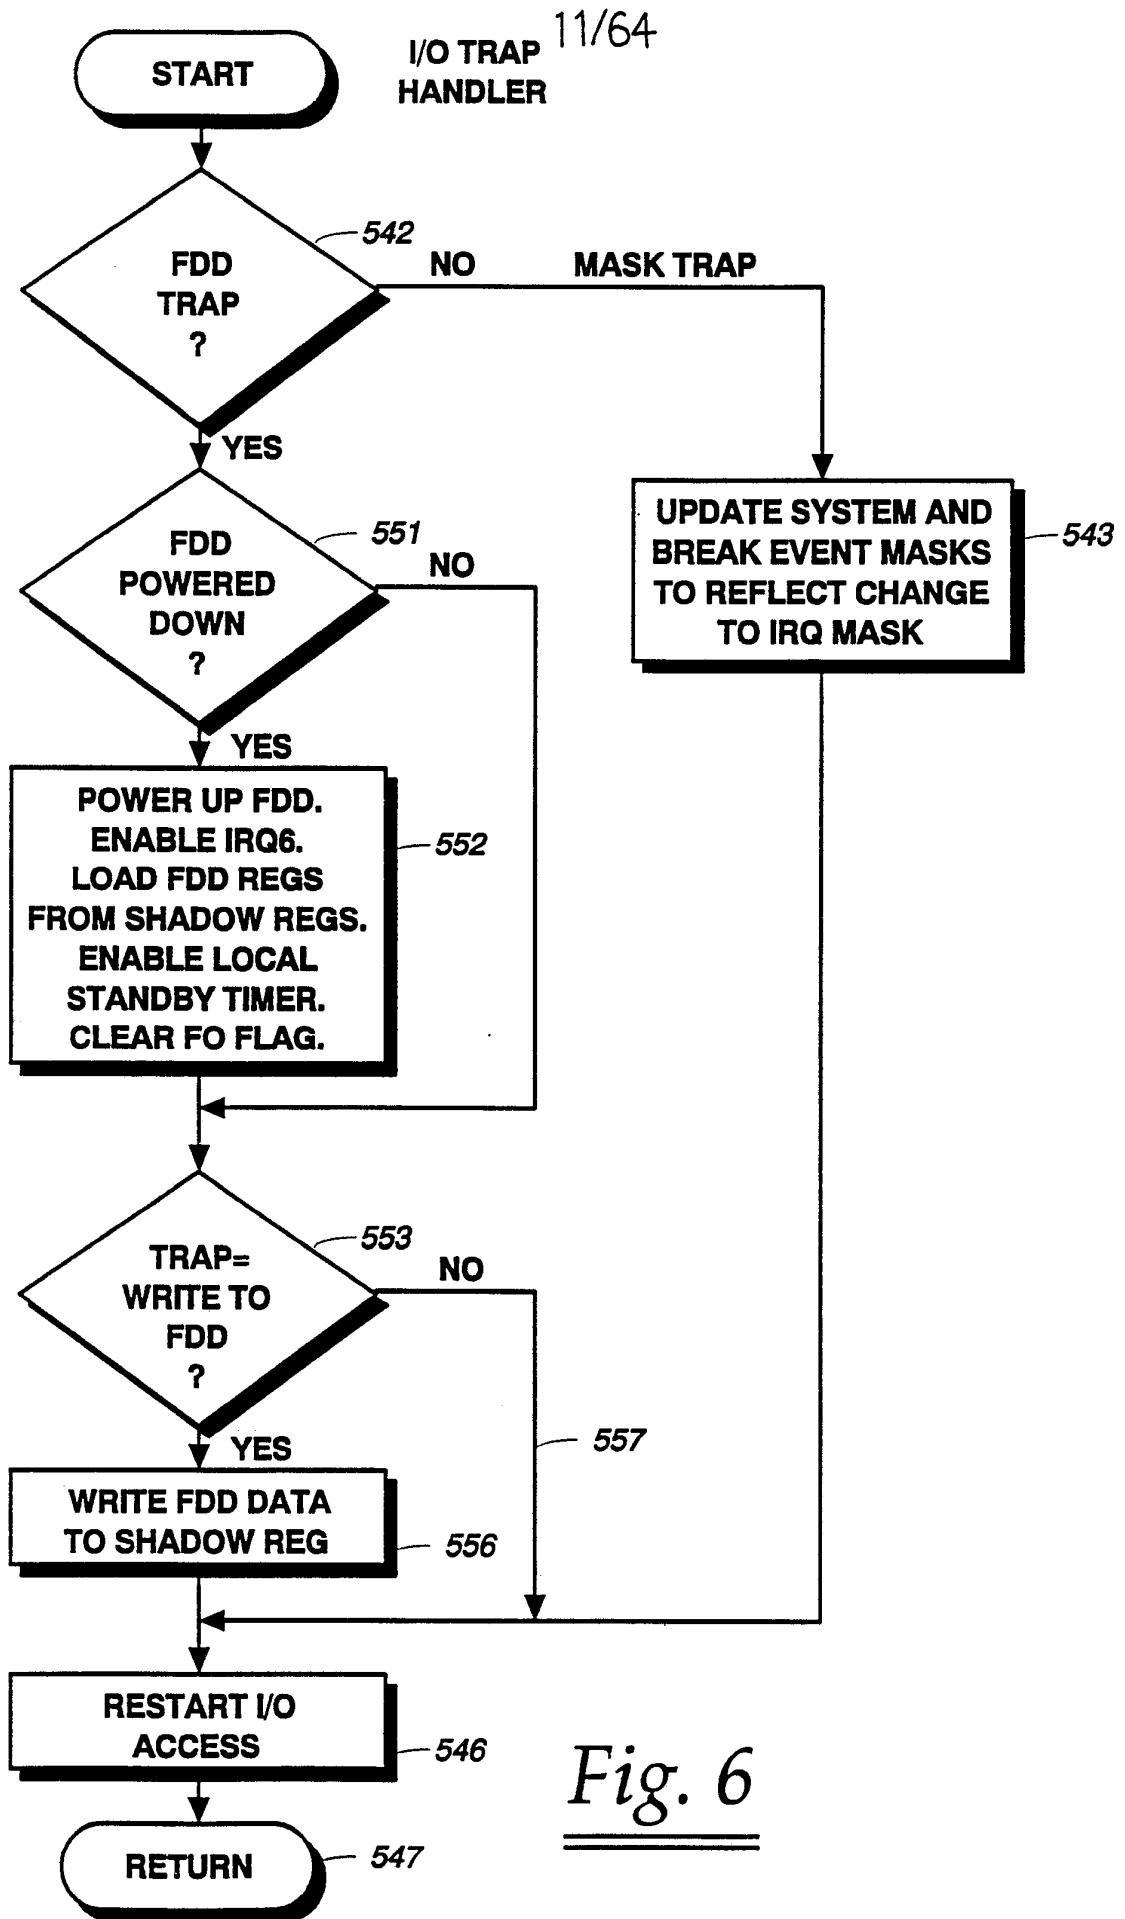 11/64
I/O TRAP
HANDLER
START
542
FDD
TRAP
?
NO
MASK TRAP
YES
551
FDD
POWERED
DOWN
?
NO
UPDATE SYSTEM AND
BREAK EVENT MASKS
TO REFLECT CHANGE
TO IRQ MASK
543
YES
POWER UP FDD.
ENABLE IRQ6.
LOAD FDD REGS
FROM SHADOW REGS.
ENABLE LOCAL
STANDBY TIMER.
CLEAR FO FLAG.
552
553
TRAP=
WRITE TO
FDD
?
NO
557
YES
WRITE FDD DATA
TO SHADOW REG
556
RESTART I/O
ACCESS
546
RETURN
547
Fig. 6